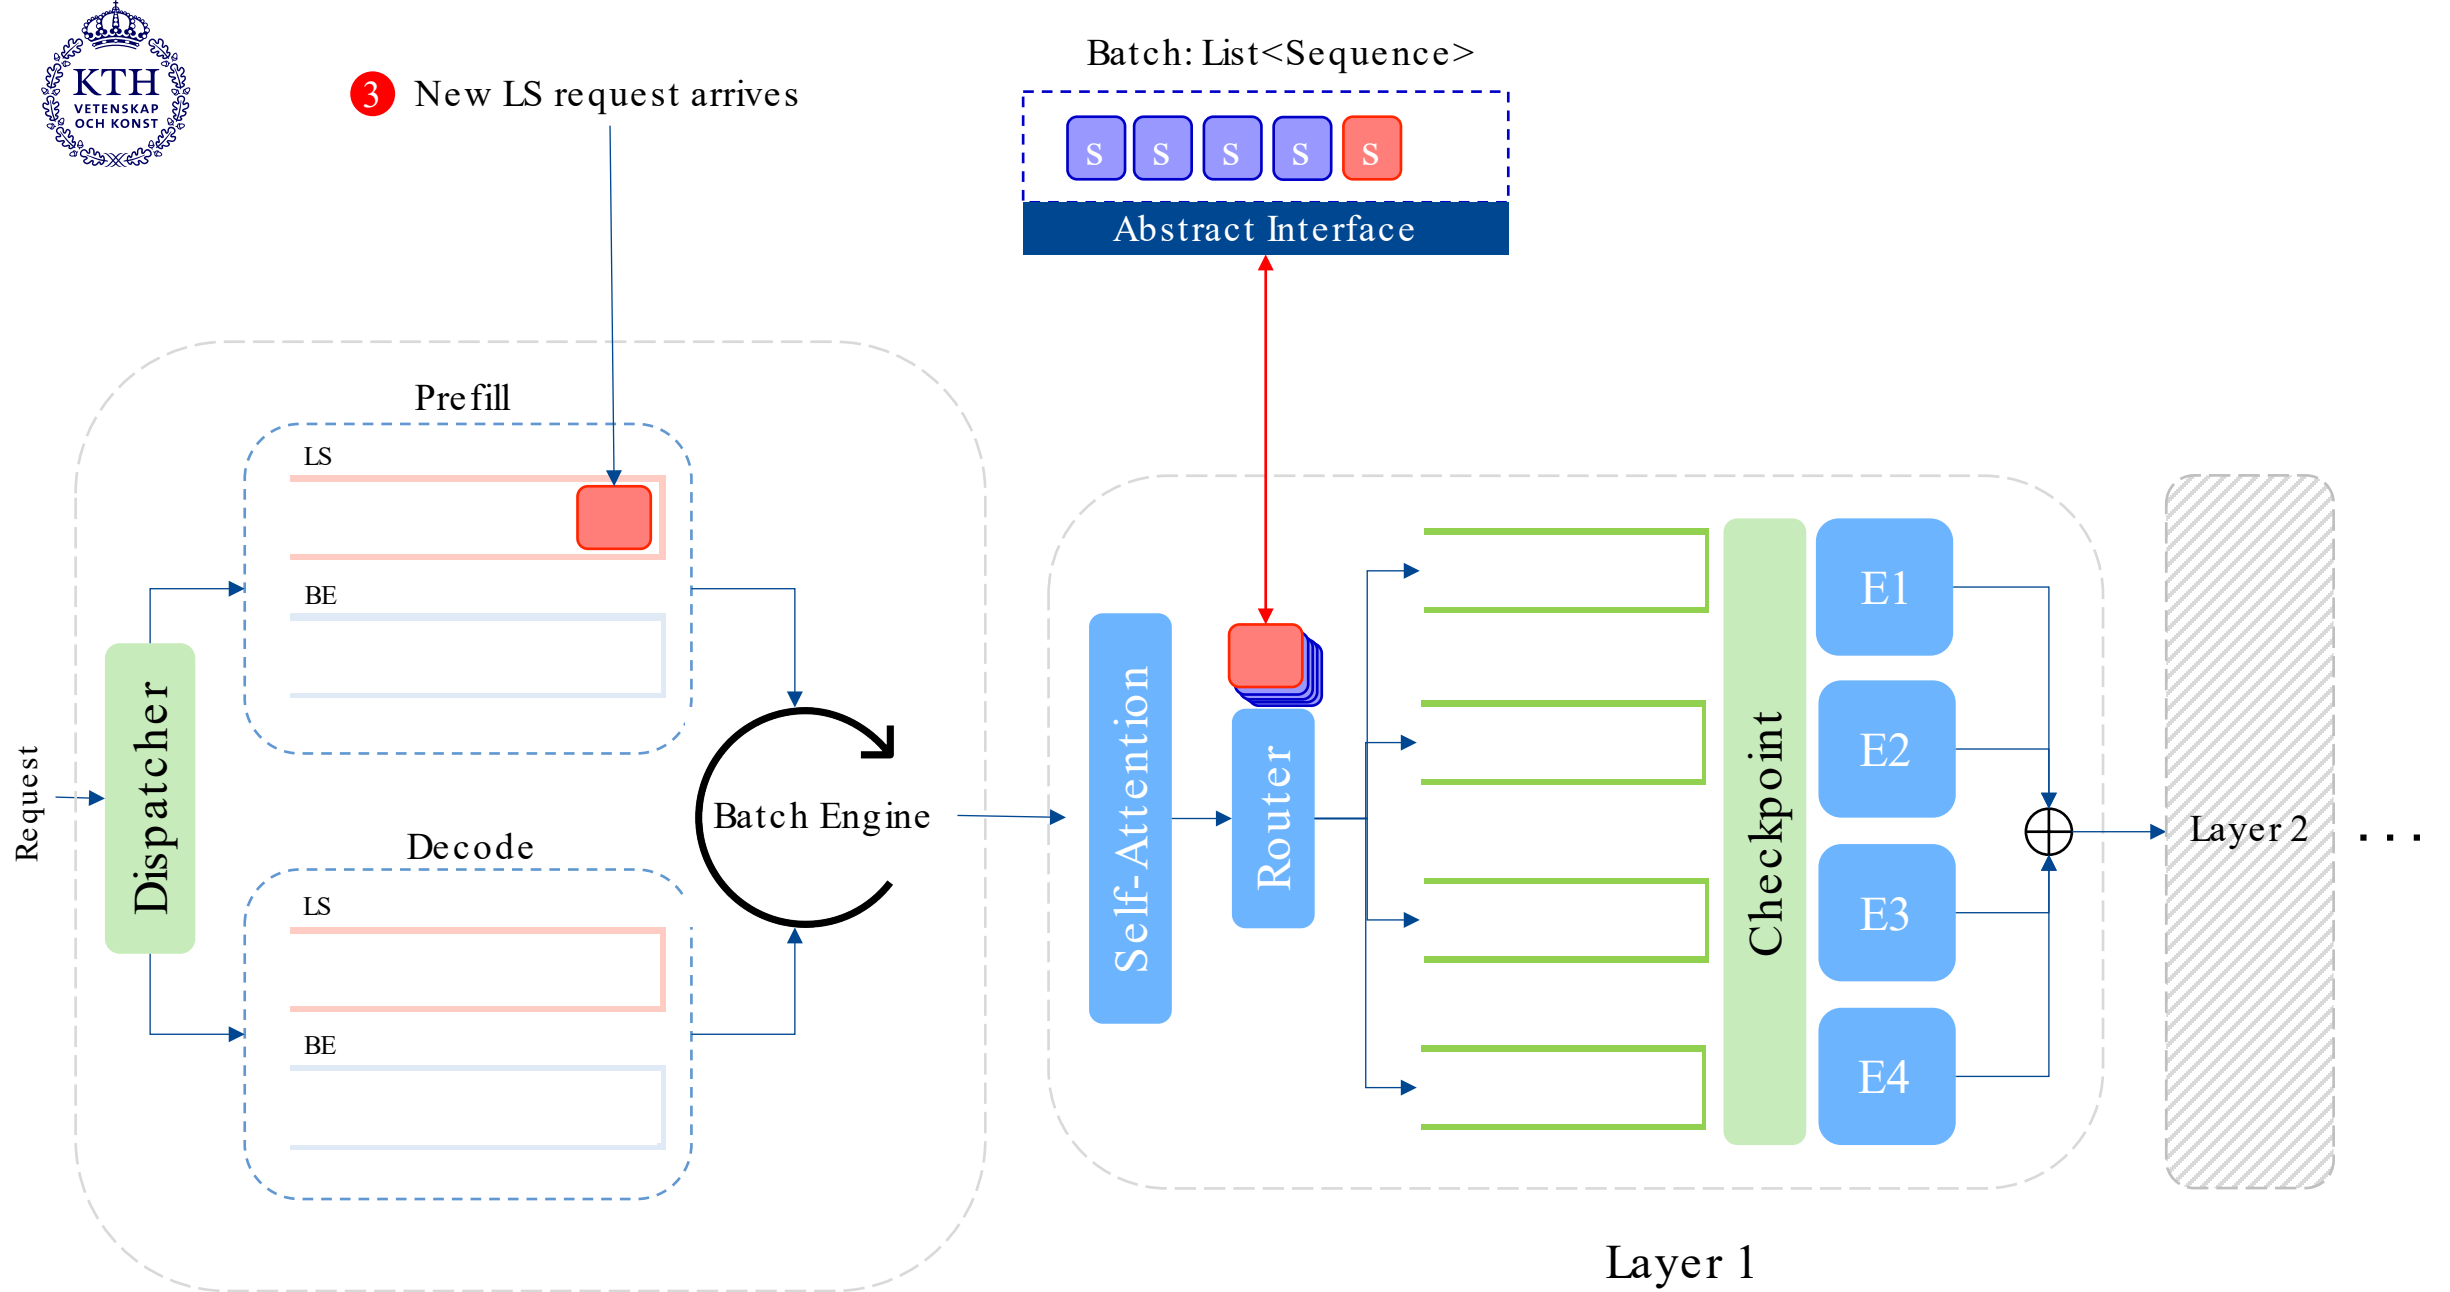 KTH
VETENSKAP
OCH KONST
3 New LS request arrives
Batch: List<Sequence>
S S S S S
Abstract Interface
Prefill
LS
BE
Request
Dispatcher
Batch Engine
Decode
LS
BE
Self-Attention
Router
Checkpoint
E1
E2
E3
E4
Layer 2
...
Layer 1